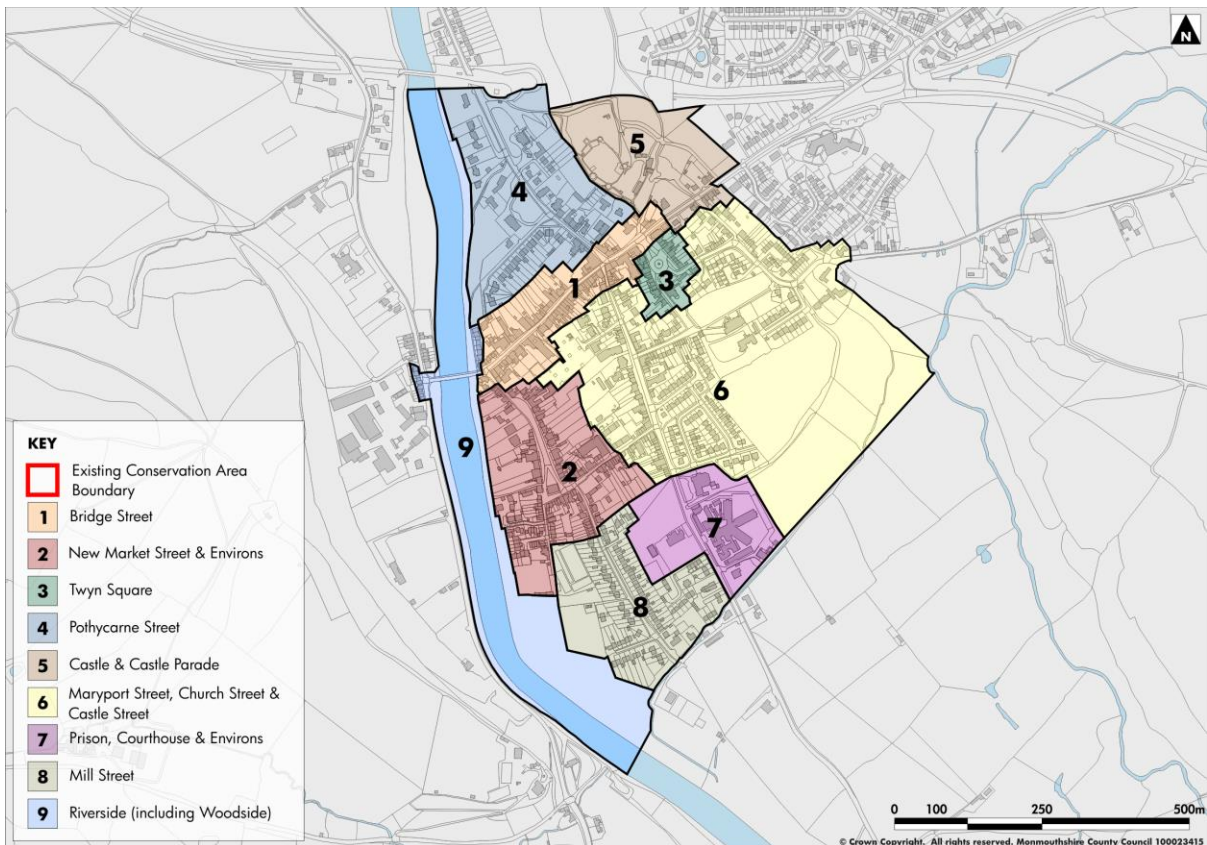 N
5
4
3
1
6
9
2
7
8
KEY
Existing Conservation Area
Boundary
1 Bridge Street
2 New Market Street & Environs
3 Twyn Square
4 Pothycarne Street
5 Castle & Castle Parade
6 Maryport Street, Church Street &
Castle Street
7 Prison, Courthouse & Environs
8 Mill Street
9 Riverside (including Woodside)
0 100 250 500m
© Crown Copyright. All rights reserved. Monmouthshire County Council 100023415